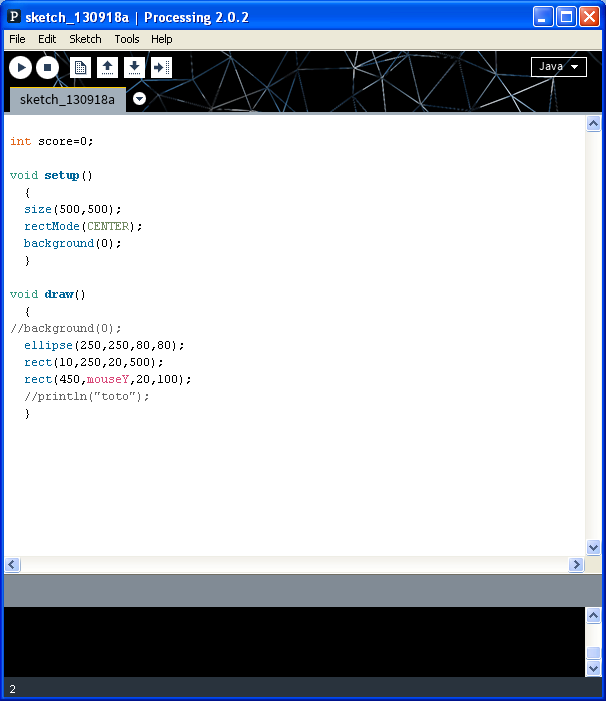 sketch_130918a | Processing 2.0.2
File Edit Sketch Tools Help
Java
sketch_130918a
int score=0;
void setup()
{
size(500,500);
rectMode(CENTER);
background(0);
}
void draw()
{
//background(0);
ellipse(250,250,80,80);
rect(10,250,20,500);
rect(450,mouseY,20,100);
//println("toto");
}
2